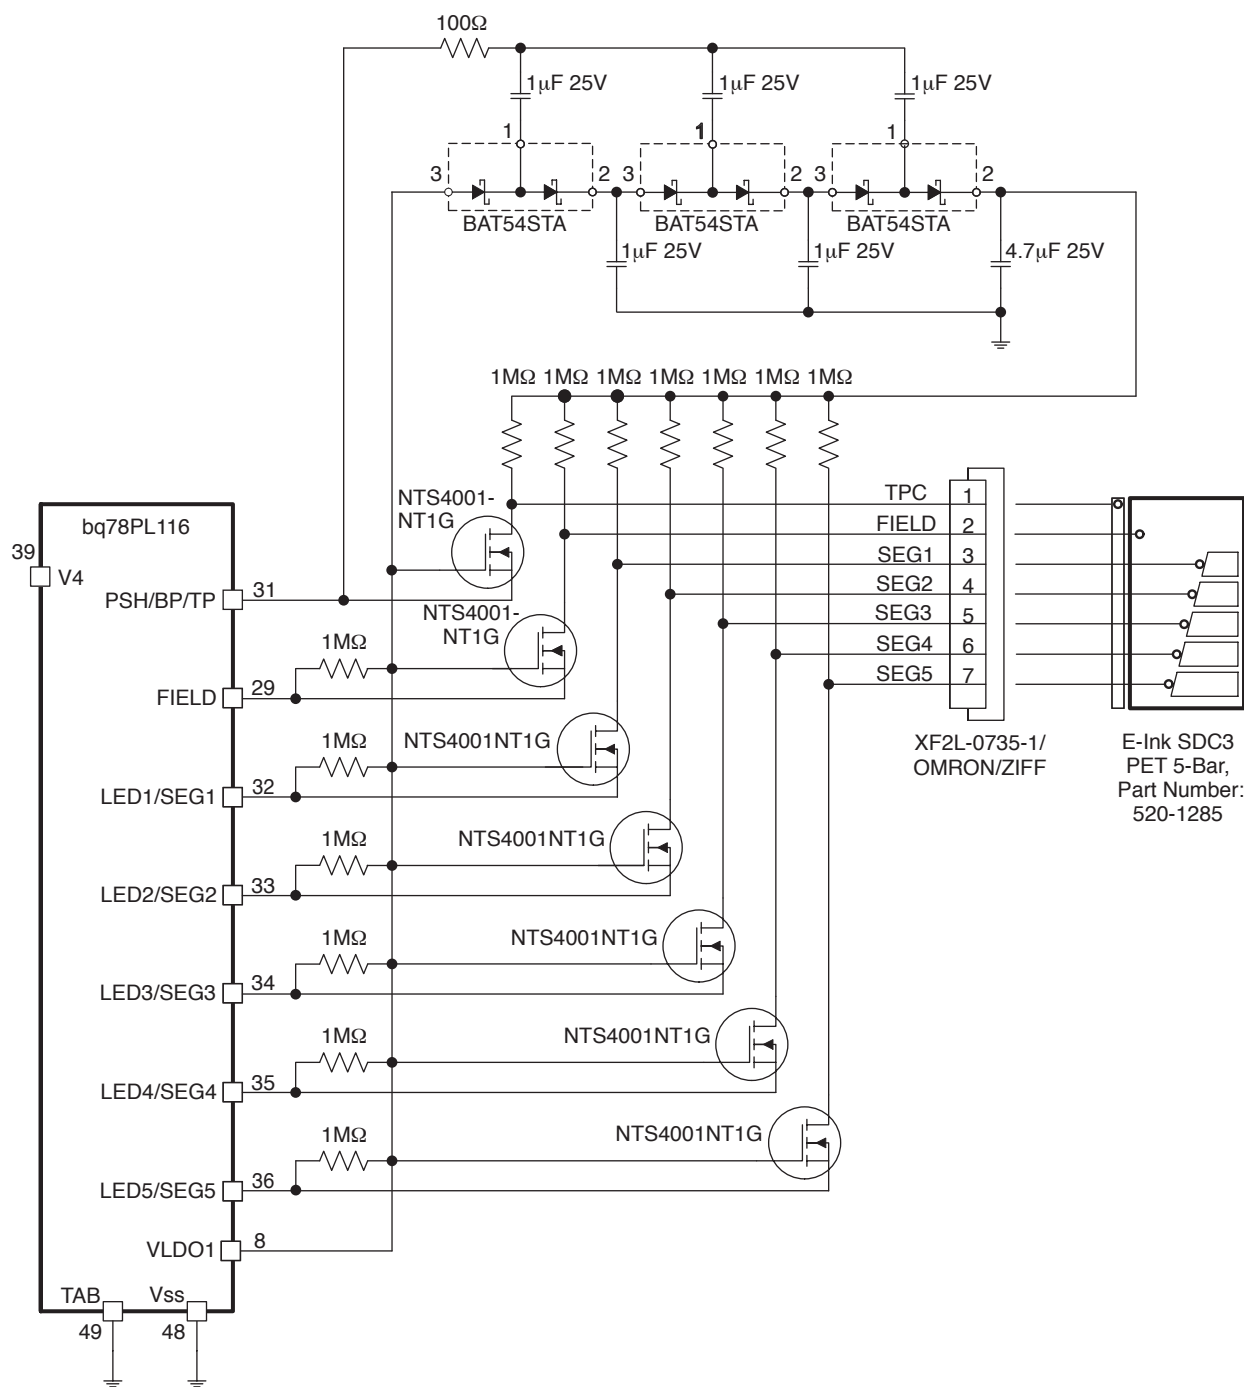 100Ω
1μF 25V
1μF 25V
1μF 25V
1
1
1
3
2
3
2
3
2
BAT54STA
BAT54STA
BAT54STA
1μF 25V
1μF 25V
4.7μF 25V
1MΩ
1MΩ
1MΩ
1MΩ
1MΩ
1MΩ
1MΩ
NTS4001-
NT1G
TPC
1
FIELD
2
SEG1
3
SEG2
4
SEG3
5
SEG4
6
SEG5
7
bq78PL116
39
V4
PSH/BP/TP
31
NTS4001-
NT1G
1MΩ
FIELD
29
1MΩ
NTS4001NT1G
LED1/SEG1
32
XF2L-0735-1/
OMRON/ZIFF
E-Ink SDC3
PET 5-Bar,
Part Number:
520-1285
1MΩ
NTS4001NT1G
LED2/SEG2
33
1MΩ
NTS4001NT1G
LED3/SEG3
34
1MΩ
NTS4001NT1G
LED4/SEG4
35
1MΩ
NTS4001NT1G
LED5/SEG5
36
VLDO1
8
TAB
Vss
49
48